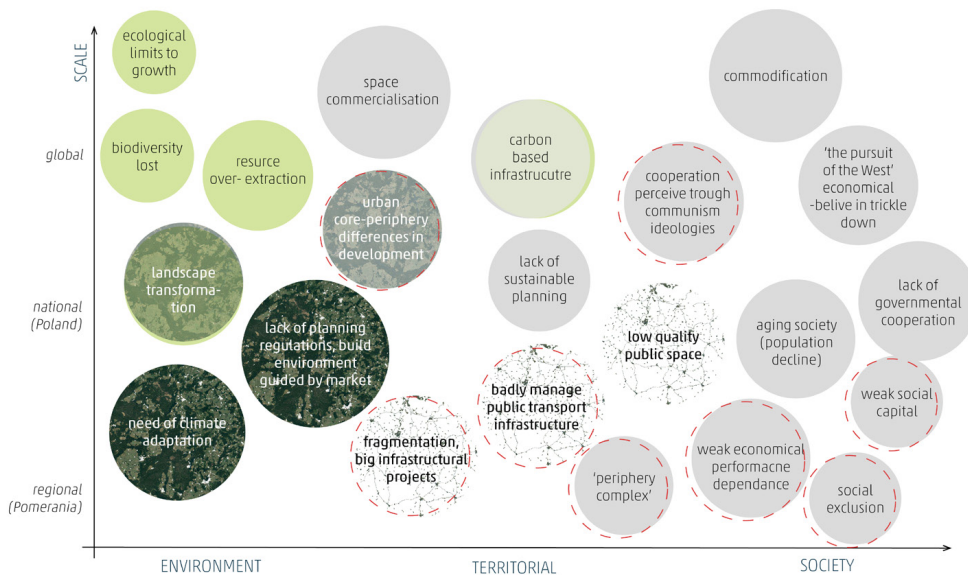 SCALE
global
national
(Poland)
regional
(Pomerania)
ecological
limits to
growth
biodiversity
lost
resurce
over- extraction
landscape
transforma-
tion
need of climate
adaptation
space
commercialisation
urban
core-periphery
differences in
development
lack of planning
regulations, build
environment
guided by market
fragmentation,
big infrastructural
projects
carbon
based
infrastrucutre
lack of
sustainable
planning
badly manage
public transport
infrastructure
'periphery
complex'
low quality
public space
cooperation
perceive trough
communism
ideologies
commodification
'the pursuit
of the West'
economical
-belive in trickle
down
lack of
governmental
cooperation
aging society
(population
decline)
weak social
capital
weak economical
performacne
dependance
social
exclusion
ENVIRONMENT
TERRITORIAL
SOCIETY